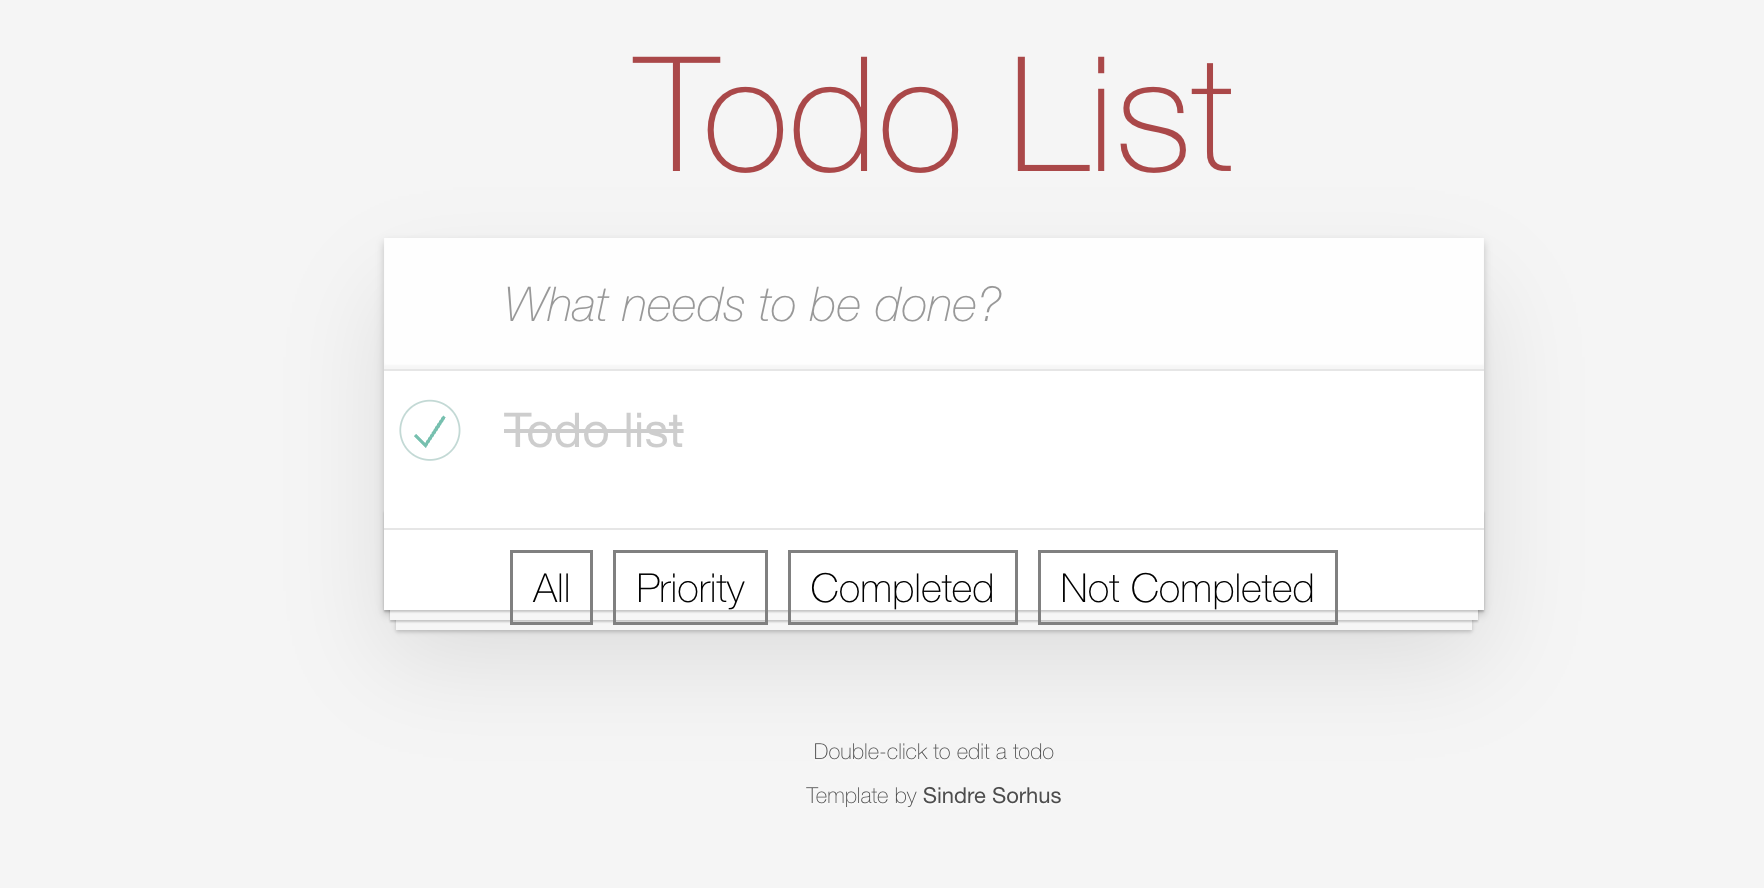 Todo List
What needs to be done?
Todo list
All Priority Completed Not Completed
Double-click to edit a todo
Template by Sindre Sorhus